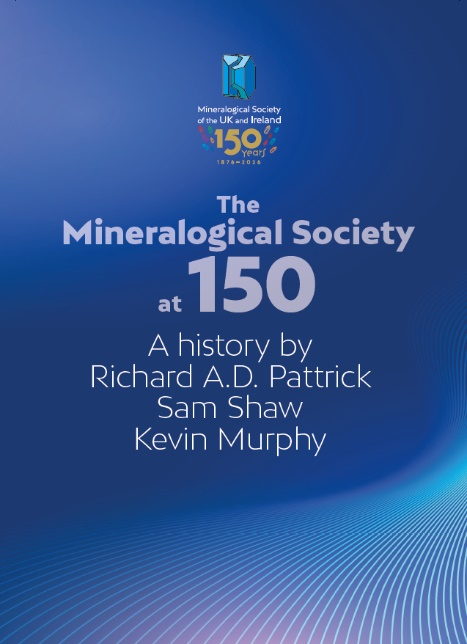 Mineralogical Society
of the UK and Ireland
150
years
1876-2026
The
Mineralogical Society
at 150
A history by
Richard A.D. Pattrick
Sam Shaw
Kevin Murphy